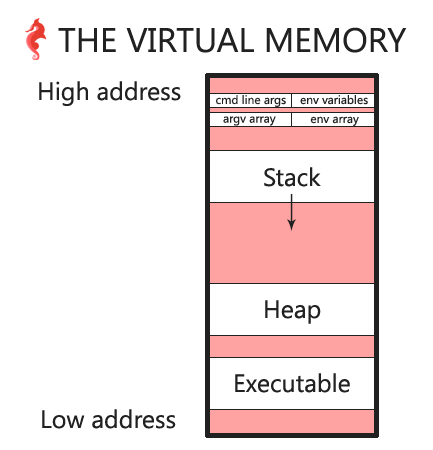 THE VIRTUAL MEMORY
High address
cmd line args env variables
argv array env array
Stack
Heap
Executable
Low address